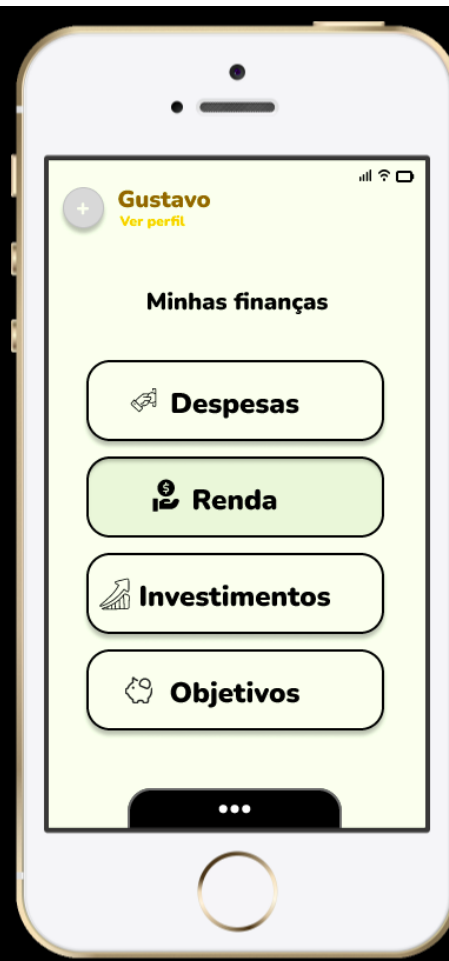 Gustavo
Ver perfil
Minhas finanças
Despesas
Renda
Investimentos
Objetivos